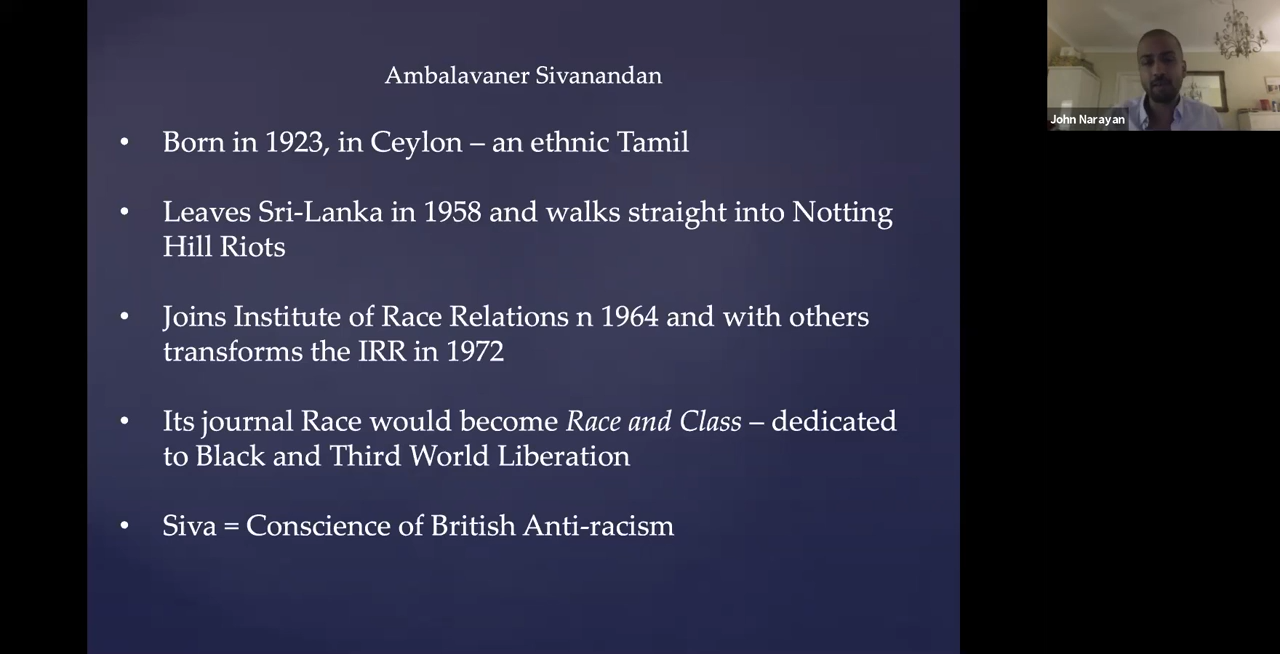 Ambalavaner Sivanandan
• Born in 1923, in Ceylon – an ethnic Tamil
• Leaves Sri-Lanka in 1958 and walks straight into Notting
Hill Riots
• Joins Institute of Race Relations n 1964 and with others
transforms the IRR in 1972
• Its journal Race would become Race and Class – dedicated
to Black and Third World Liberation
• Siva = Conscience of British Anti-racism
John Narayan